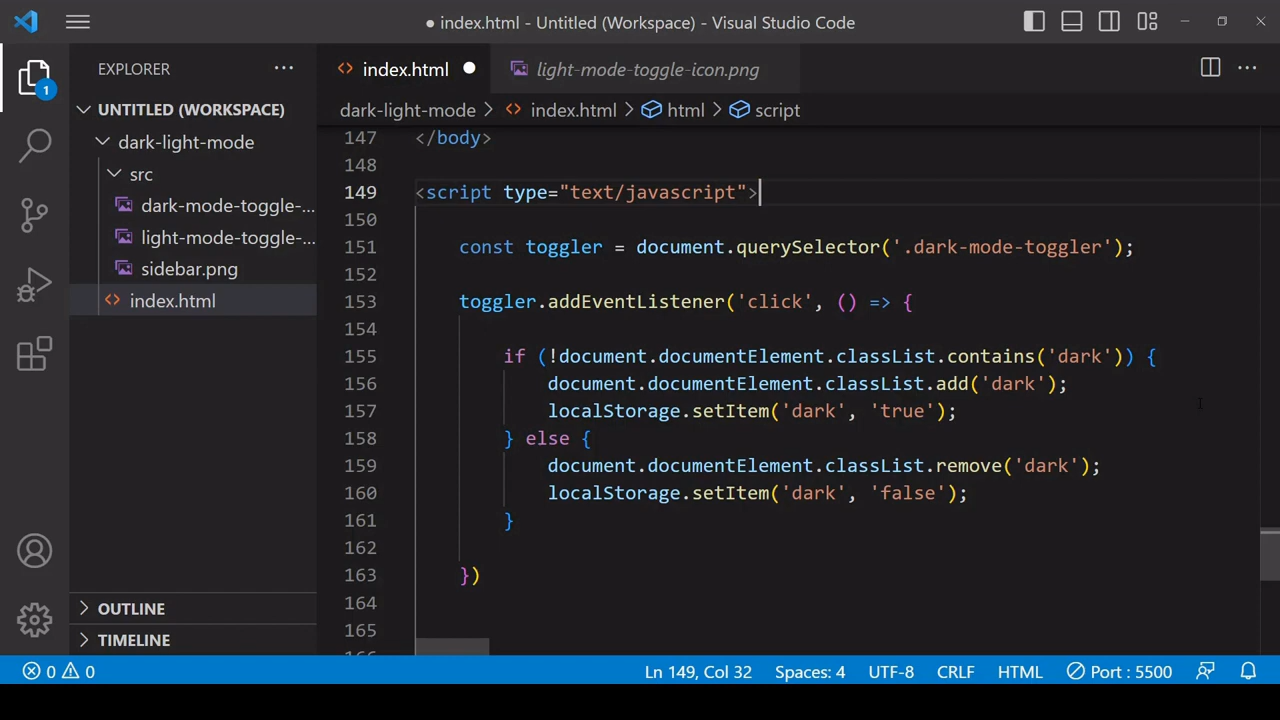 ● index.html - Untitled (Workspace) - Visual Studio Code
EXPLORER
1
UNTITLED (WORKSPACE)
dark-light-mode
src
dark-mode-toggle-...
light-mode-toggle-...
sidebar.png
index.html
OUTLINE
TIMELINE
index.html
light-mode-toggle-icon.png
dark-light-mode > index.html > html > script
147 </body>
148
149 <script type="text/javascript">
150
151 const toggler = document.querySelector('.dark-mode-toggler');
152
153 toggler.addEventListener('click', () => {
154
155 if (!document.documentElement.classList.contains('dark')) {
156 document.documentElement.classList.add('dark');
157 localStorage.setItem('dark', 'true');
158 } else {
159 document.documentElement.classList.remove('dark');
160 localStorage.setItem('dark', 'false');
161 }
162
163 })
164
165
0 0 Ln 149, Col 32 Spaces: 4 UTF-8 CRLF HTML Port : 5500